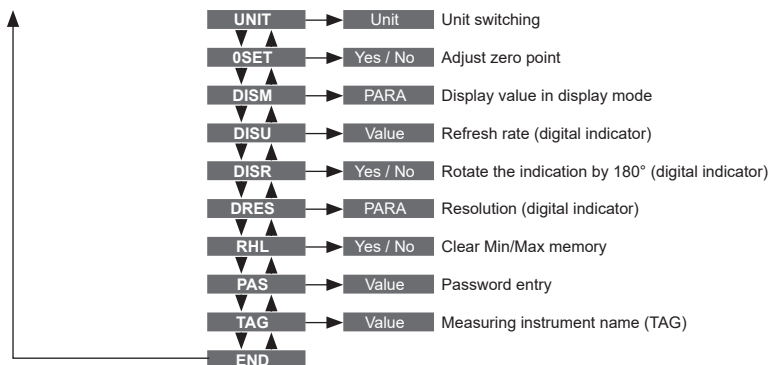 UNIT Unit Unit switching
0SET Yes / No Adjust zero point
DISM PARA Display value in display mode
DISU Value Refresh rate (digital indicator)
DISR Yes / No Rotate the indication by 180° (digital indicator)
DRES PARA Resolution (digital indicator)
RHL Yes / No Clear Min/Max memory
PAS Value Password entry
TAG Value Measuring instrument name (TAG)
END